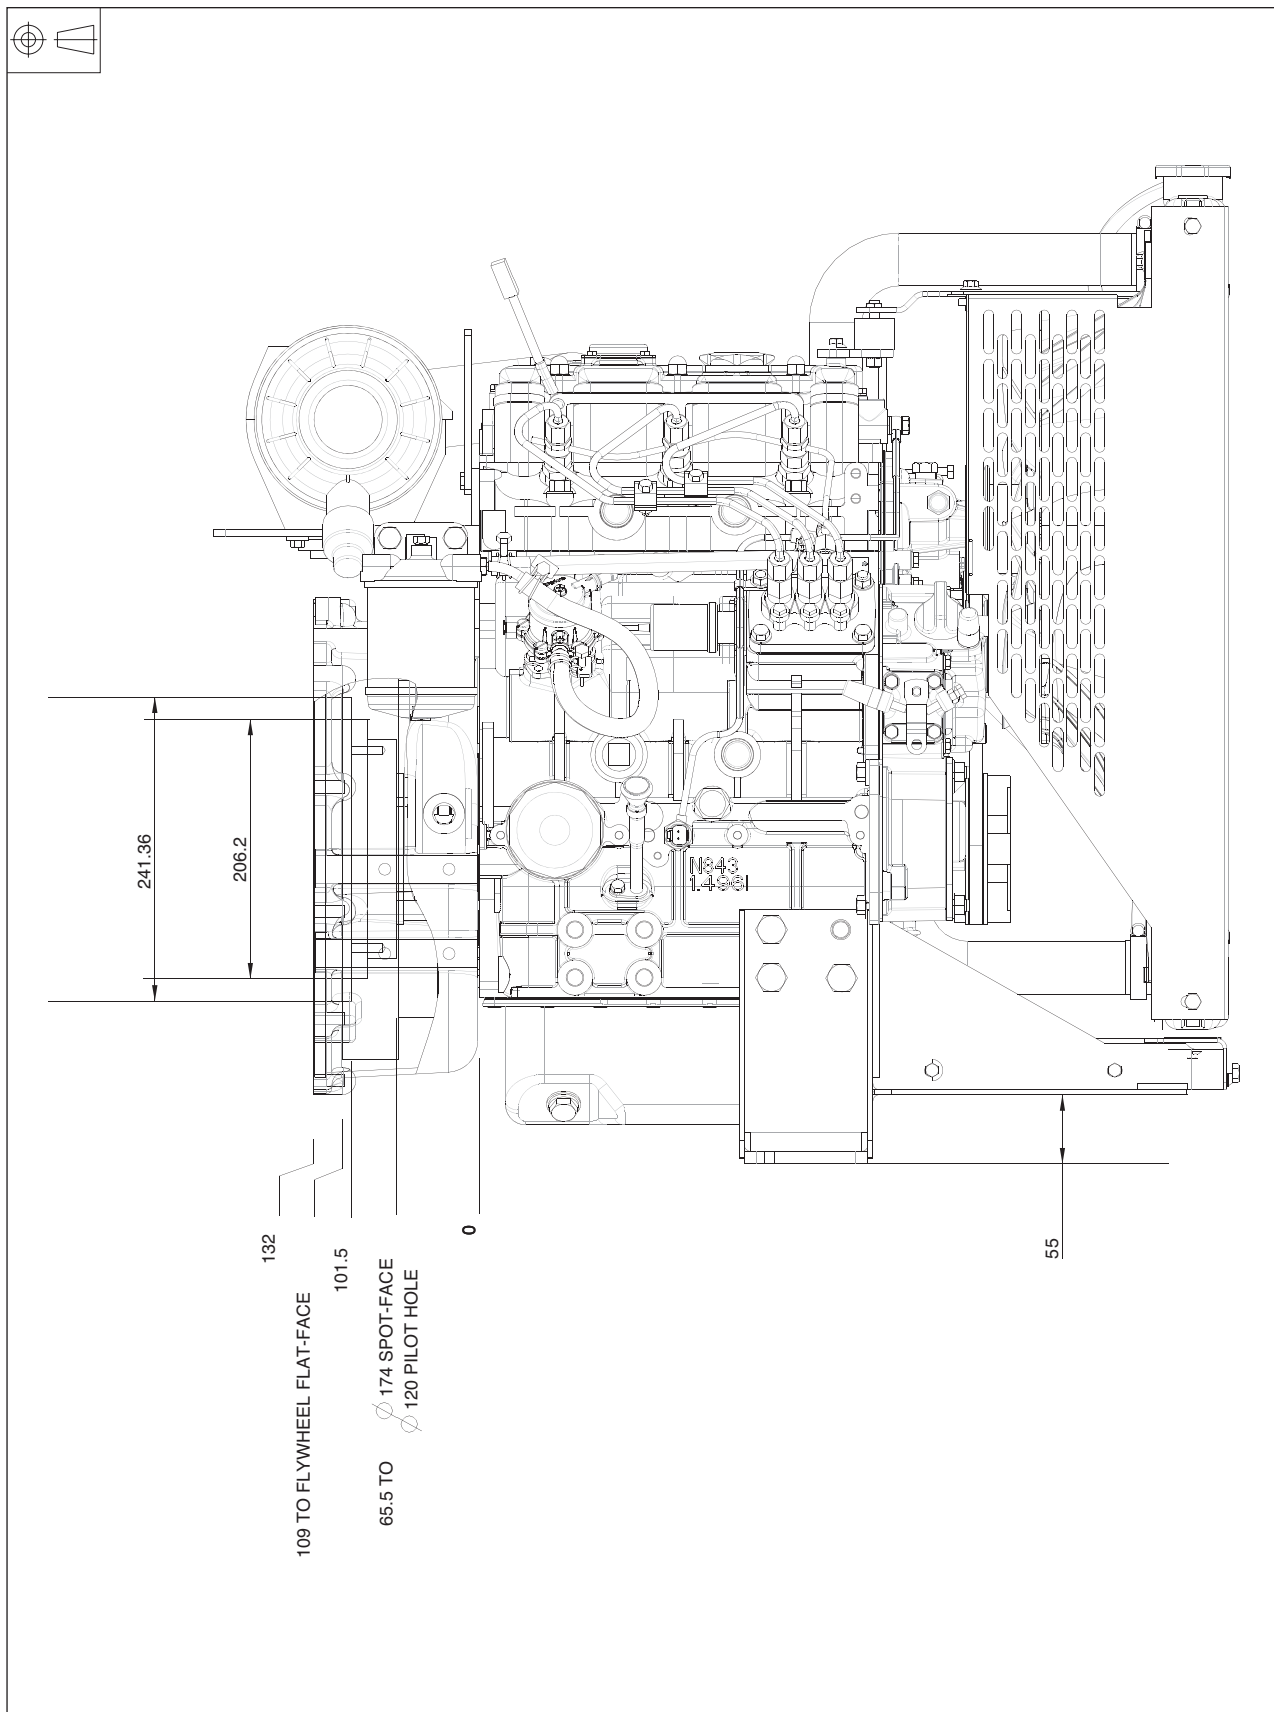 241.36
206.2
N843
1.496l
132
109 TO FLYWHEEL FLAT-FACE
101.5
65.5 TO
174 SPOT-FACE
120 PILOT HOLE
0
55